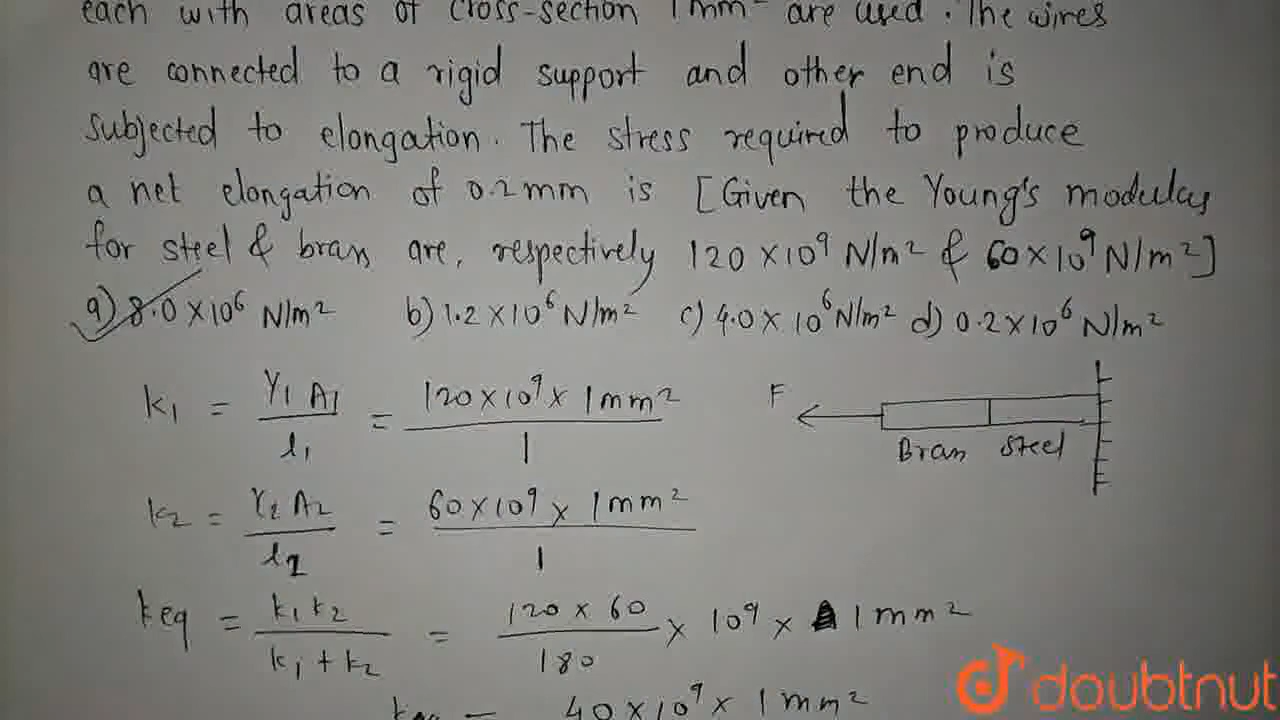 each with areas of cross-section 1mm² are used. The wires
are connected to a rigid support and other end is
subjected to elongation. The stress required to produce
a net elongation of 0.2mm is [Given the Young's modulus
for steel & brass are, respectively 120×10⁹ N/m² & 60×10⁹ N/m²]
a) 8.0×10⁶ N/m² b) 1.2×10⁶ N/m² c) 4.0×10⁶ N/m² d) 0.2×10⁶ N/m²
k₁ = Y₁A₁/l₁ = 120×10⁹×1mm²/1
F
Brass Steel
k₂ = Y₂A₂/l₂ = 60×10⁹×1mm²/1
keq = k₁k₂/k₁+k₂ = 120×60/180 × 10⁹ × 1mm²
keq = 40×10⁹×1mm²
doubtnut